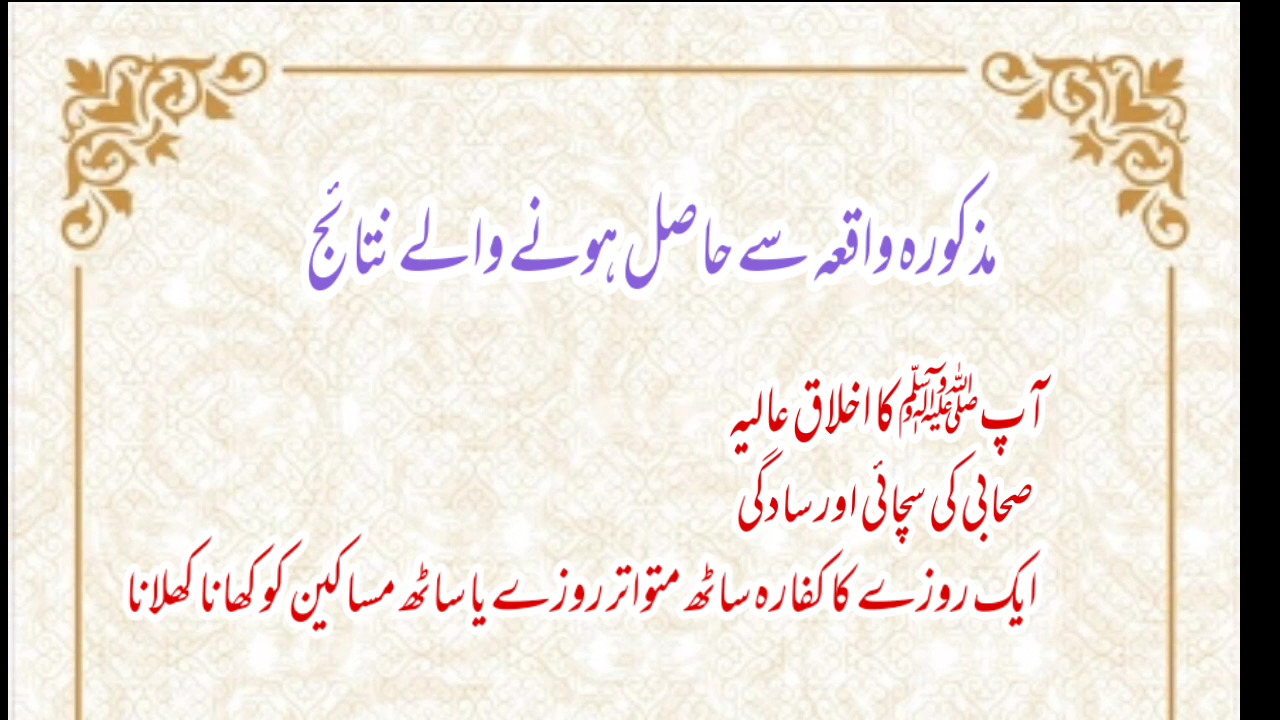 مذکورہ واقعہ سے حاصل ہونے والے نتائج
آپ ﷺ کا اخلاق عالیہ
صحابی کی سچائی اور سادگی
ایک روزے کا کفارہ ساٹھ متواتر روزے یا ساٹھ مساکین کو کھانا کھلانا